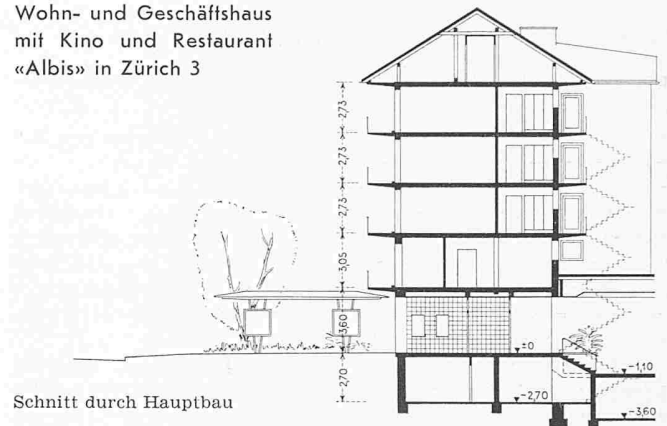 Wohn- und Geschäftshaus
mit Kino und Restaurant
«Albis» in Zürich 3
2,73
2,73
2,73
3,05
3,60
±0
-1,10
2,70
-2,70
-3,60
Schnitt durch Hauptbau